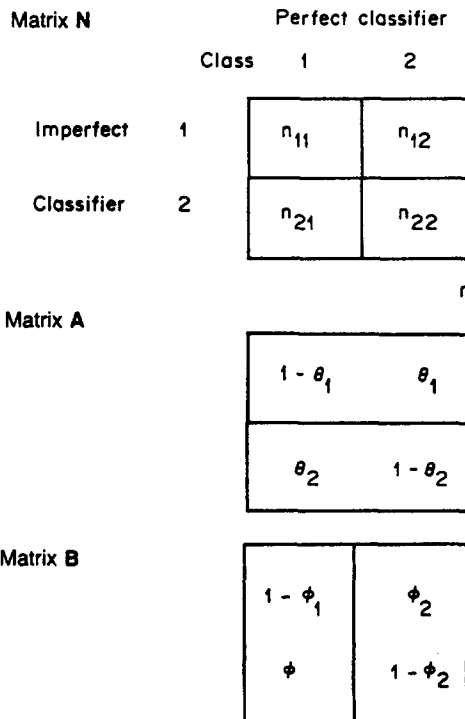 Matrix N Perfect classifier
Class 1 2
Imperfect 1 n11 n12
Classifier 2 n21 n22
Matrix A
1 - θ1 θ1
θ2 1 - θ2
Matrix B
1 - ϕ1 ϕ2
ϕ 1 - ϕ2